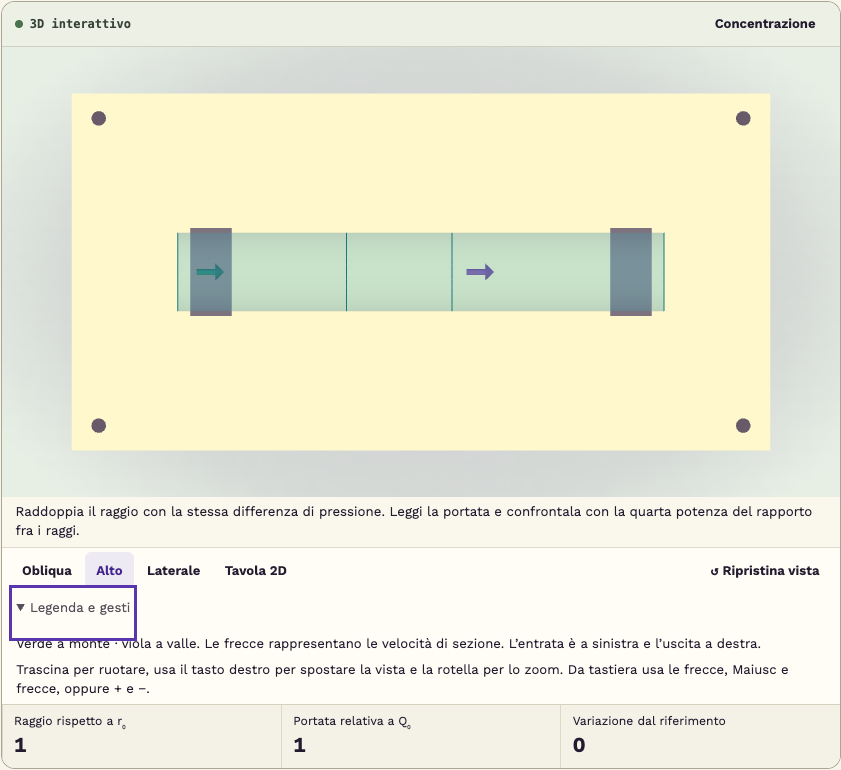 3D interattivo
Concentrazione
Raddoppia il raggio con la stessa differenza di pressione. Leggi la portata e confrontala con la quarta potenza del rapporto
fra i raggi.
Obliqua Alto Laterale Tavola 2D ↺ Ripristina vista
▼ Legenda e gesti
Verde a monte · viola a valle. Le frecce rappresentano le velocità di sezione. L’entrata è a sinistra e l’uscita a destra.
Trascina per ruotare, usa il tasto destro per spostare la vista e la rotella per lo zoom. Da tastiera usa le frecce, Maiusc e
frecce, oppure + e −.
Raggio rispetto a r₀
1
Portata relativa a Q₀
1
Variazione dal riferimento
0